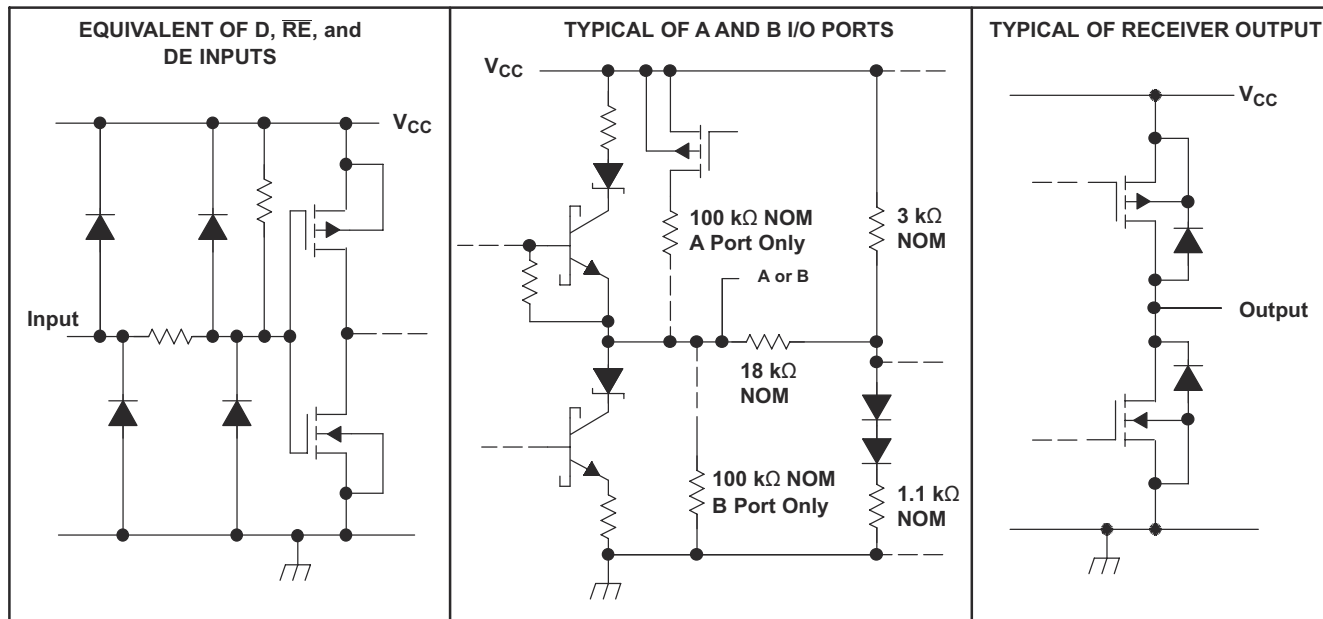 EQUIVALENT OF D, R̅E̅, and
DE INPUTS
VCC
Input
TYPICAL OF A AND B I/O PORTS
VCC
100 kΩ NOM
A Port Only
3 kΩ
NOM
A or B
18 kΩ
NOM
100 kΩ NOM
B Port Only
1.1 kΩ
NOM
TYPICAL OF RECEIVER OUTPUT
VCC
Output